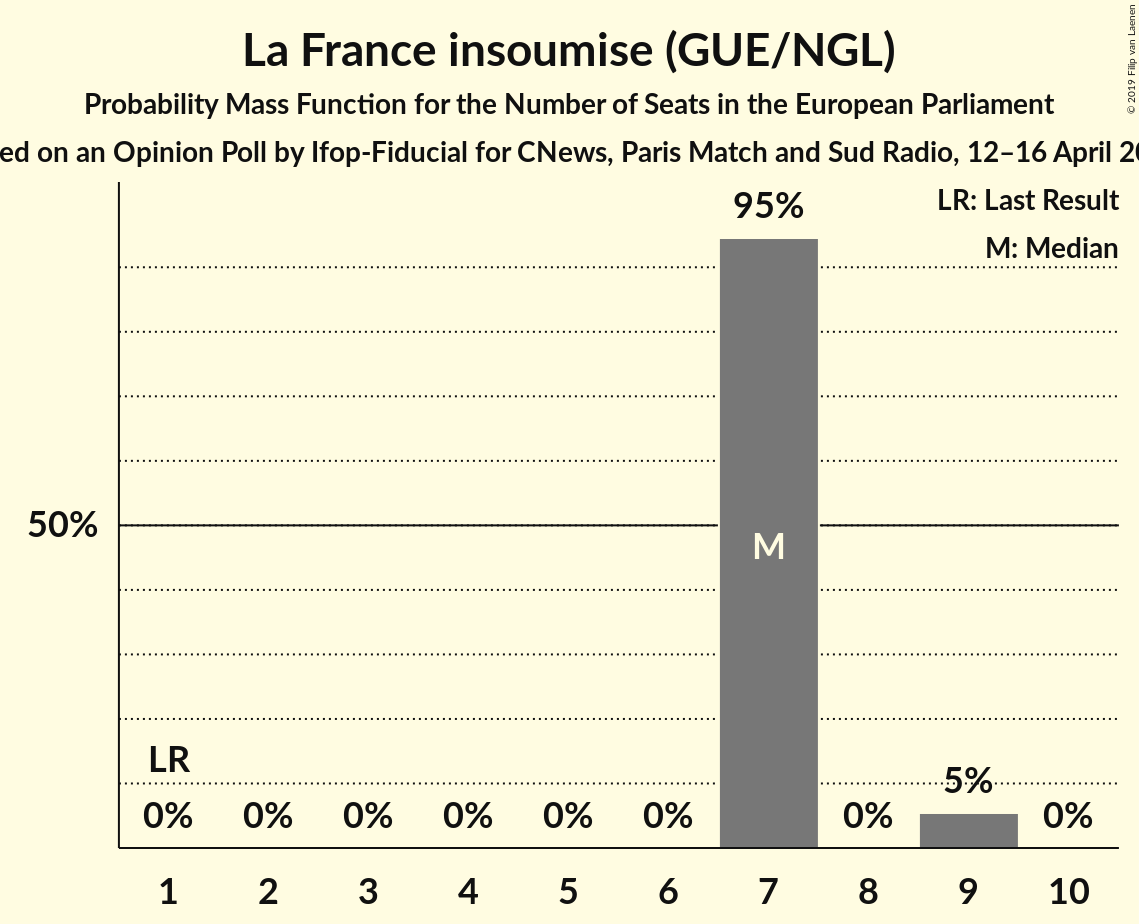 La France insoumise (GUE/NGL)
Probability Mass Function for the Number of Seats in the European Parliament
on an Opinion Poll by Ifop-Fiducial for CNews, Paris Match and Sud Radio, 12–16 April
© 2019 Filip van Laenen
LR: Last Result
M: Median
95%
50%
M
LR
5%
0% 0% 0% 0% 0% 0% 0% 0%
1 2 3 4 5 6 7 8 9 10